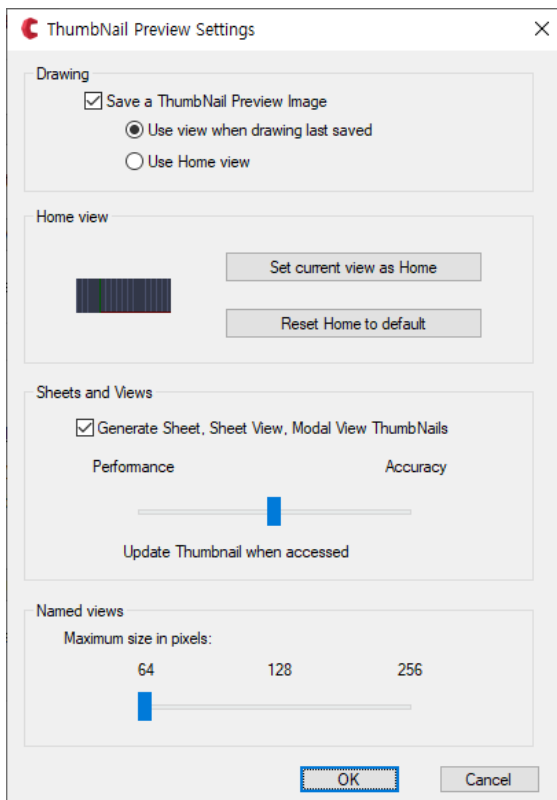 ThumbNail Preview Settings
Drawing
Save a ThumbNail Preview Image
Use view when drawing last saved
Use Home view
Home view
Set current view as Home
Reset Home to default
Sheets and Views
Generate Sheet, Sheet View, Modal View ThumbNails
Performance Accuracy
Update Thumbnail when accessed
Named views
Maximum size in pixels:
64 128 256
OK Cancel